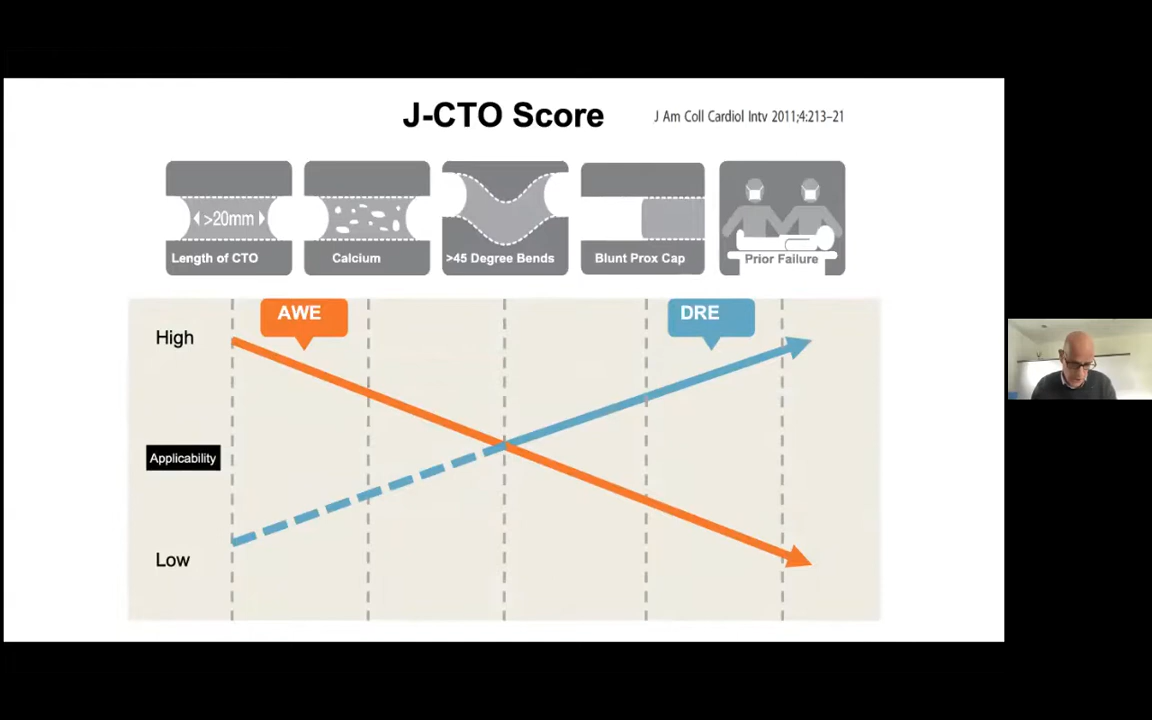 J-CTO Score
J Am Coll Cardiol Intv 2011;4:213–21
>20mm
Length of CTO
Calcium
>45 Degree Bends
Blunt Prox Cap
Prior Failure
AWE
DRE
High
Applicability
Low